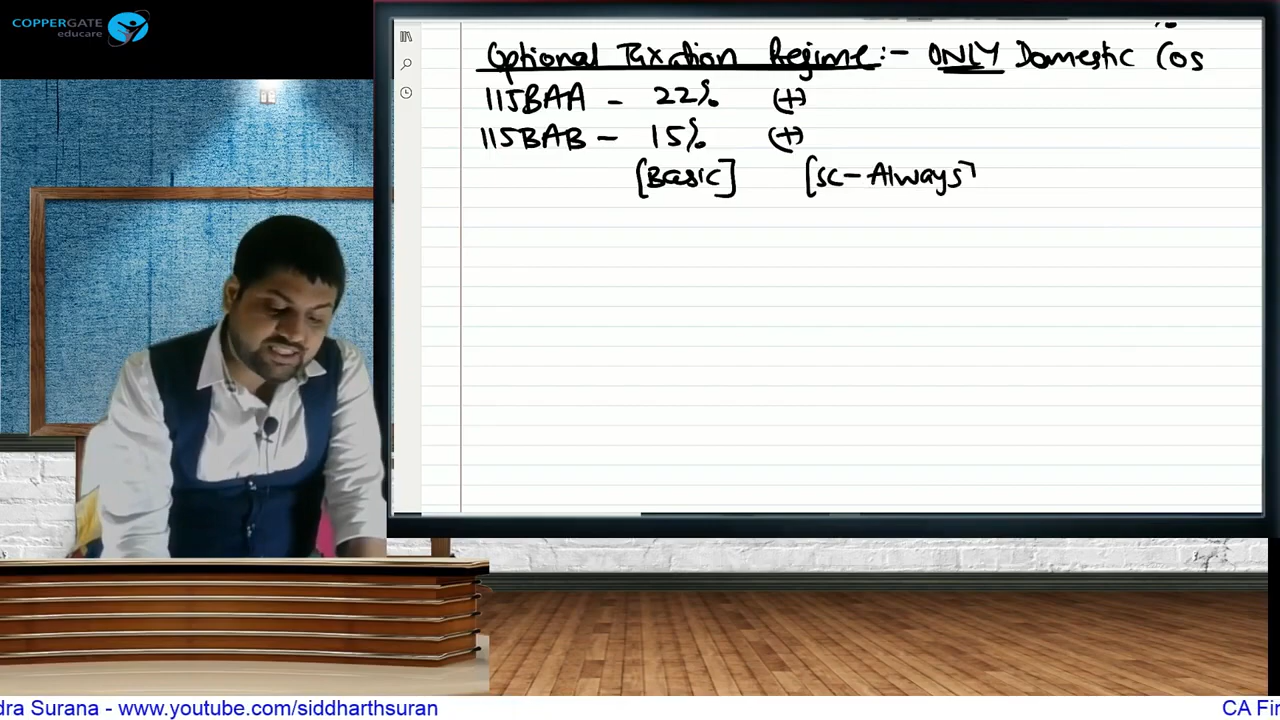 COPPERGATE
educare
Optional Taxation Regime:- ONLY Domestic Cos
115BAA - 22% (+)
115BAB - 15% (+)
[Basic] [SC-Always]
dra Surana - www.youtube.com/siddharthsuran
CA Fin